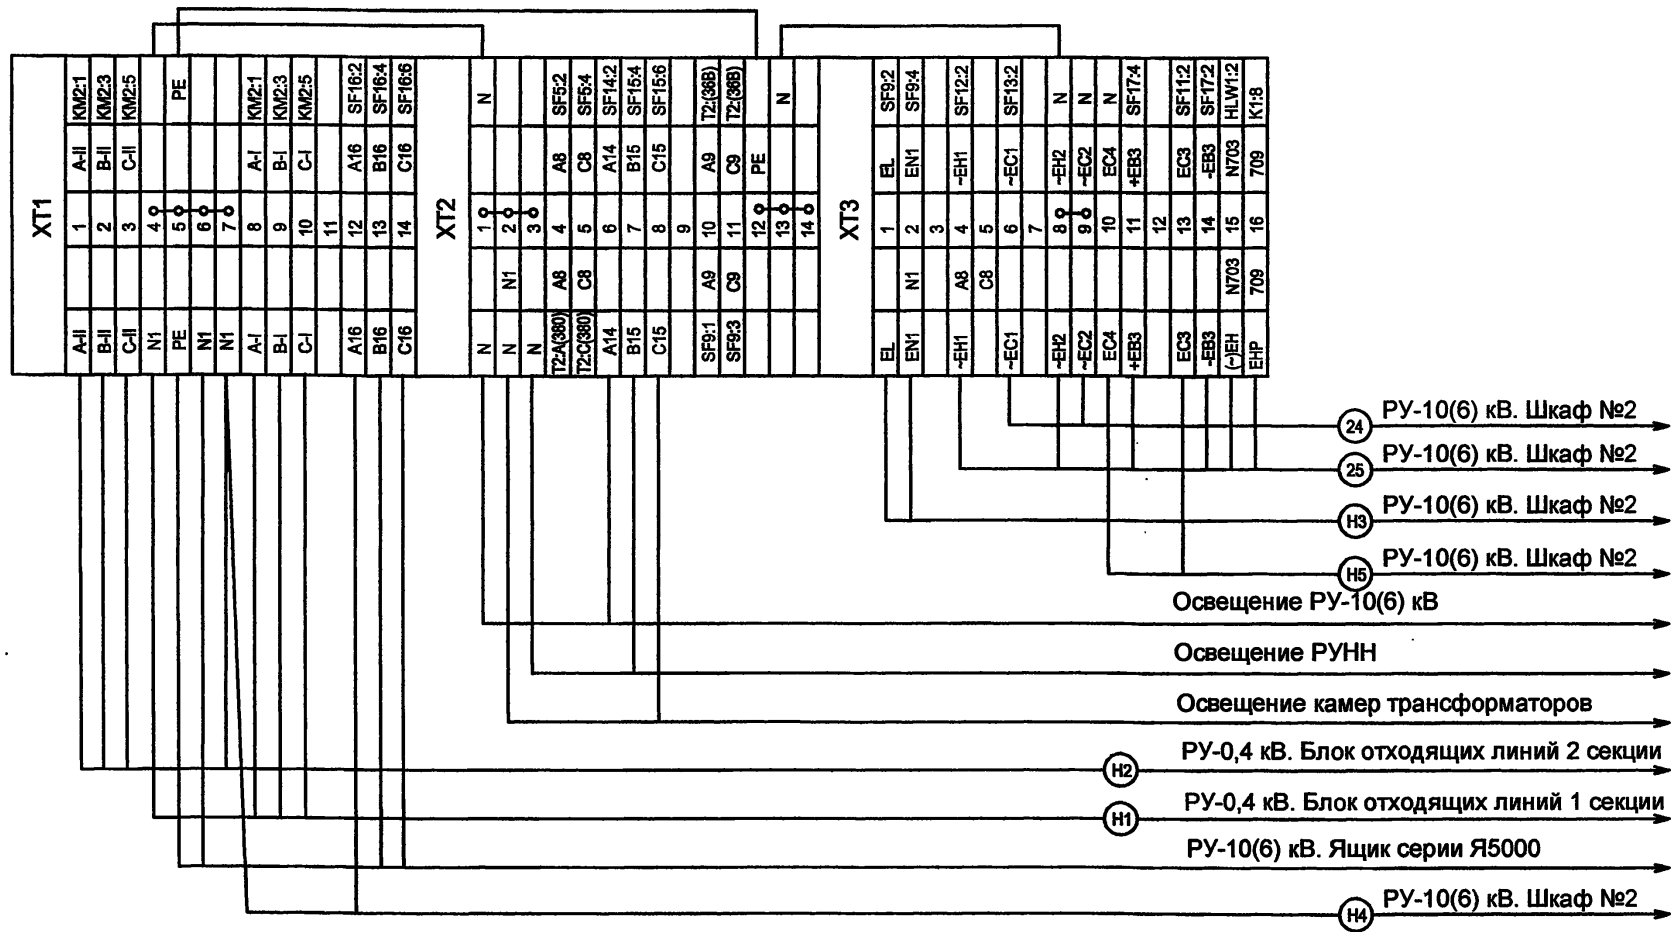 XT1
KM2:1 KM2:3 KM2:5 PE KM2:1 KM2:3 KM2:5 SF16:2 SF16:4 SF16:6
A-II B-II C-II A-I B-I C-I A16 B16 C16
1 2 3 4 5 6 7 8 9 10 11 12 13 14
A-II B-II C-II N1 PE N1 N1 A-I B-I C-I A16 B16 C16
XT2
N SF5:2 SF5:4 SF14:2 SF15:4 SF15:6 T2:(36B) T2:(36B) N
A8 C8 A14 B15 C15 A9 C9 PE
1 2 3 4 5 6 7 8 9 10 11 12 13 14
N1 A8 C8 A9 C9
N N N T2:A(380) T2:C(380) A14 B15 C15 SF9:1 SF9:3
XT3
SF9:2 SF9:4 SF12:2 SF13:2 N N N SF17:4 SF11:2 SF17:2 HLW1:2 K1:8
EL EN1 ~EH1 ~EC1 ~EH2 ~EC2 EC4 +EB3 EC3 -EB3 N703 709
1 2 3 4 5 6 7 8 9 10 11 12 13 14 15 16
N1 A8 C8 N703 709
EL EN1 ~EH1 ~EC1 ~EH2 ~EC2 EC4 +EB3 EC3 -EB3 (~)EH EHP
24 РУ-10(6) кВ. Шкаф №2
25 РУ-10(6) кВ. Шкаф №2
Н3 РУ-10(6) кВ. Шкаф №2
Н5 РУ-10(6) кВ. Шкаф №2
Освещение РУ-10(6) кВ
Освещение РУНН
Освещение камер трансформаторов
Н2 РУ-0,4 кВ. Блок отходящих линий 2 секции
Н1 РУ-0,4 кВ. Блок отходящих линий 1 секции
РУ-10(6) кВ. Ящик серии Я5000
Н4 РУ-10(6) кВ. Шкаф №2